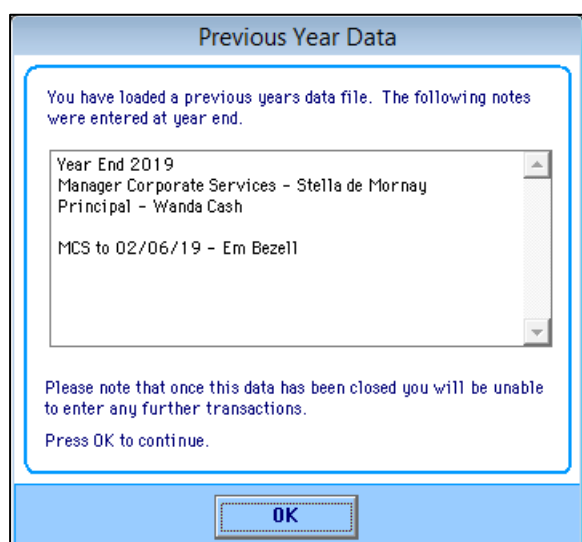 Previous Year Data
You have loaded a previous years data file. The following notes
were entered at year end.
Year End 2019
Manager Corporate Services - Stella de Mornay
Principal - Wanda Cash
MCS to 02/06/19 - Em Bezell
Please note that once this data has been closed you will be unable
to enter any further transactions.
Press OK to continue.
OK